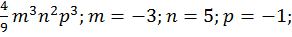 4/9 m³n²p³; m = −3; n = 5; p = −1;